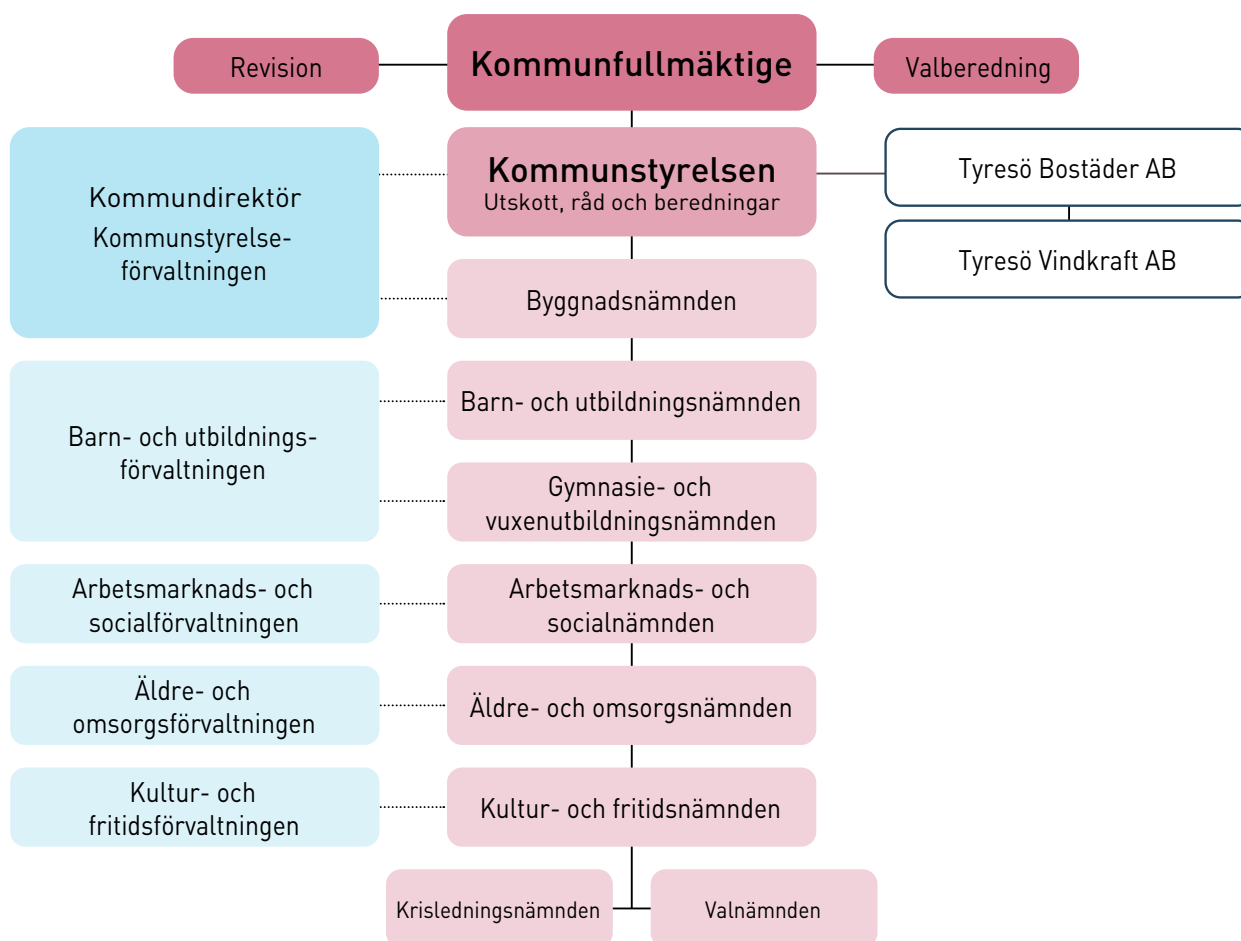 Revision
Kommunfullmäktige
Valberedning
Kommundirektör
Kommunstyrelse-
förvaltningen
Kommunstyrelsen
Utskott, råd och beredningar
Tyresö Bostäder AB
Tyresö Vindkraft AB
Byggnadsnämnden
Barn- och utbildnings-
förvaltningen
Barn- och utbildningsnämnden
Gymnasie- och
vuxenutbildningsnämnden
Arbetsmarknads- och
socialförvaltningen
Arbetsmarknads- och
socialnämnden
Äldre- och
omsorgsförvaltningen
Äldre- och omsorgsnämnden
Kultur- och
fritidsförvaltningen
Kultur- och fritidsnämnden
Krisledningsnämnden
Valnämnden